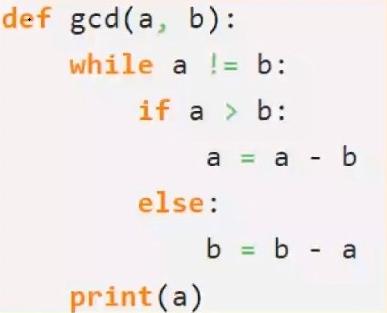 def gcd(a, b):
    while a != b:
        if a > b:
            a = a - b
        else:
            b = b - a
    print(a)